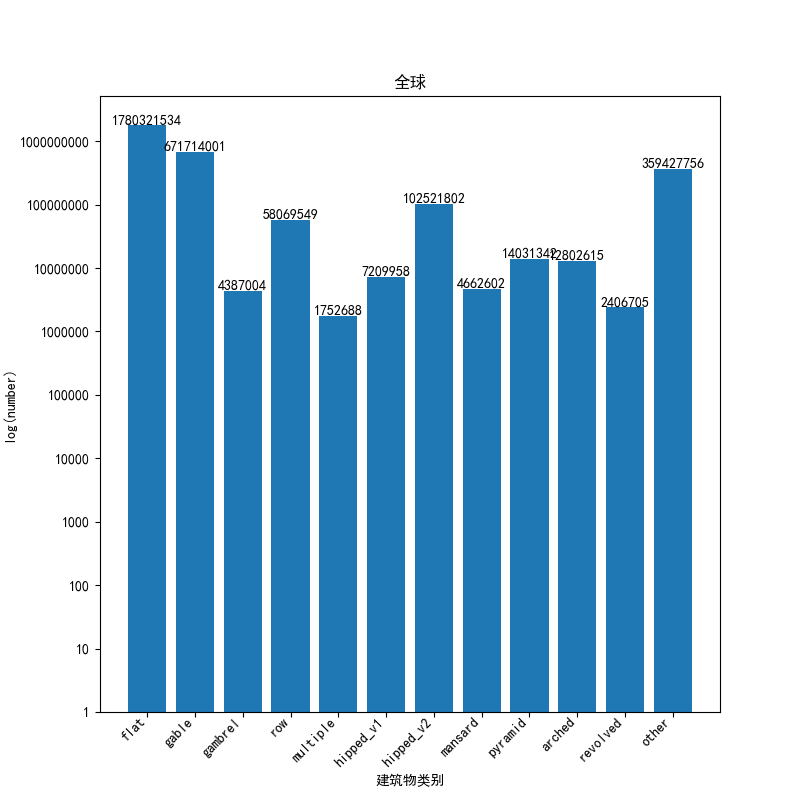 全球
1780321534
671714001
4387004
58069549
1752688
7209958
102521802
4662602
14031342
12802615
2406705
359427756
1000000000
100000000
10000000
1000000
100000
10000
1000
100
10
1
log(number)
flat
gable
gambrel
row
multiple
hipped_v1
hipped_v2
mansard
pyramid
arched
revolved
other
建筑物类别